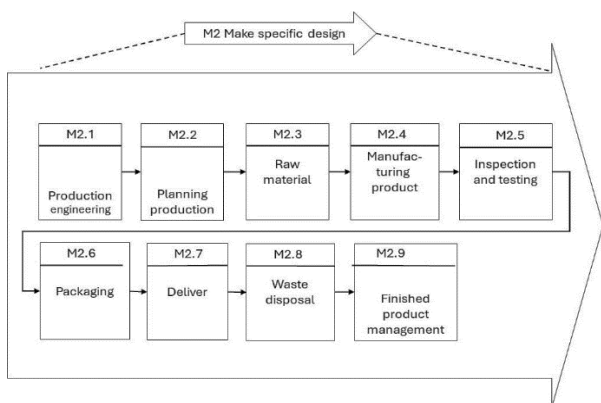 M2 Make specific design
M2.1
Production
engineering
M2.2
Planning
production
M2.3
Raw
material
M2.4
Manufac-
turing
product
M2.5
Inspection
and testing
M2.6
Packaging
M2.7
Deliver
M2.8
Waste
disposal
M2.9
Finished
product
management